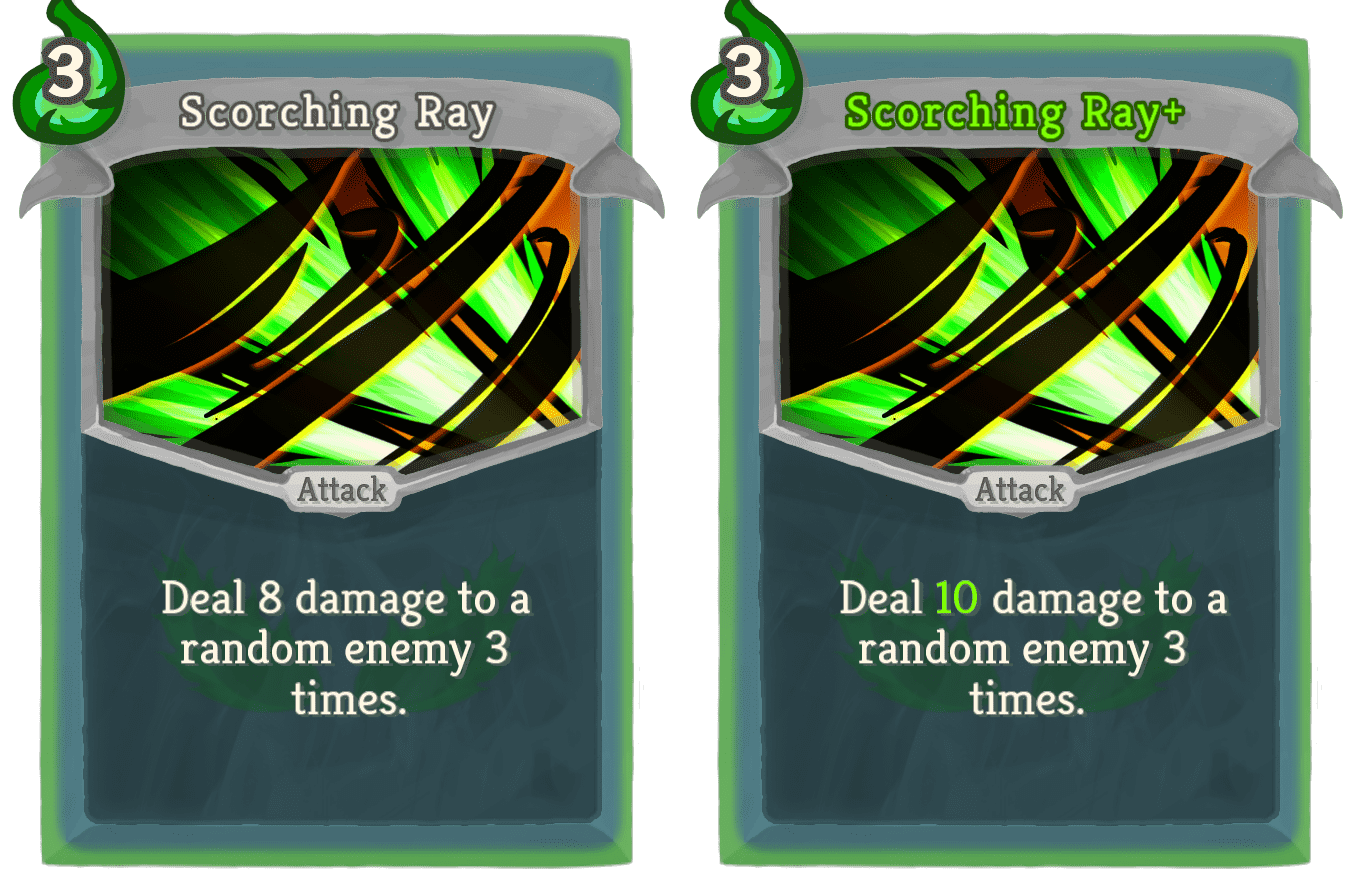 3
Scorching Ray
Attack
Deal 8 damage to a
random enemy 3
times.
3
Scorching Ray+
Attack
Deal 10 damage to a
random enemy 3
times.